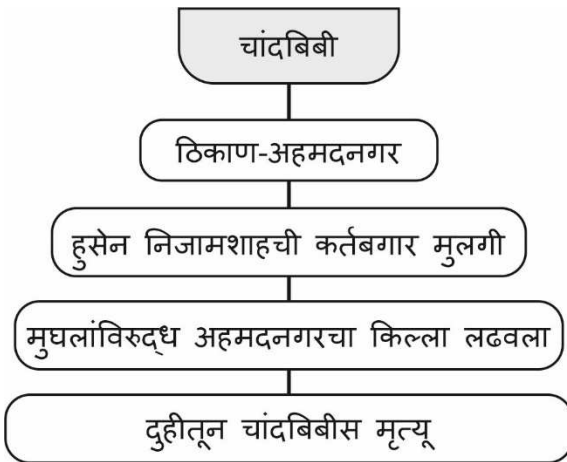 चांदबिबी
ठिकाण-अहमदनगर
हुसेन निजामशाहची कर्तबगार मुलगी
मुघलांविरुद्ध अहमदनगरचा किल्ला लढवला
दुहीतून चांदबिबीस मृत्यू